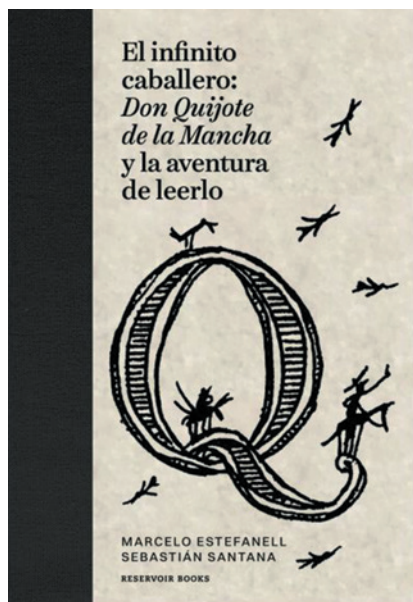 El infinito
caballero:
Don Quijote
de la Mancha
y la aventura
de leerlo
Q
MARCELO ESTEFANELL
SEBASTIÁN SANTANA
RESERVOIR BOOKS